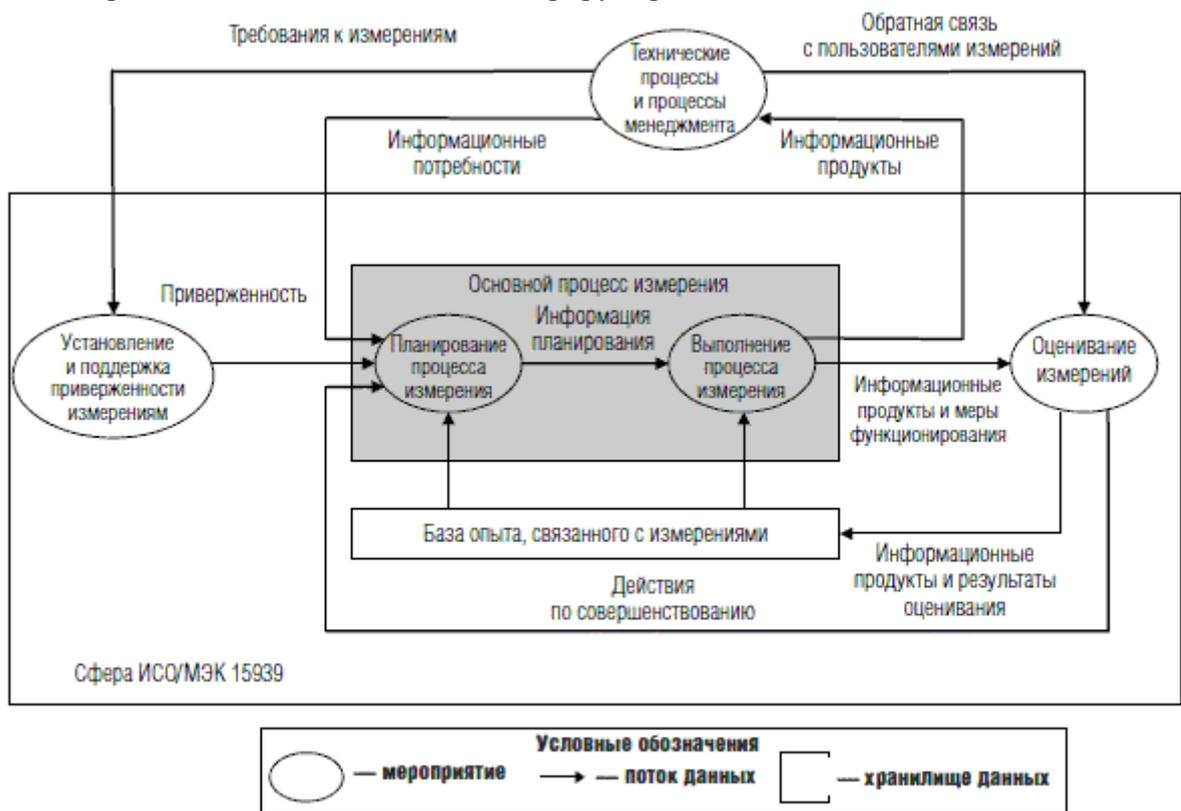 Требования к измерениям
Обратная связь
с пользователями измерений
Технические
процессы
и процессы
менеджмента
Информационные
потребности
Информационные
продукты
Основной процесс измерения
Приверженность
Информация
планирования
Установление
и поддержка
приверженности
измерениям
Планирование
процесса
измерения
Выполнение
процесса
измерения
Оценивание
измерений
Информационные
продукты и меры
функционирования
База опыта, связанного с измерениями
Информационные
продукты и результаты
оценивания
Действия
по совершенствованию
Сфера ИСО/МЭК 15939
Условные обозначения
— мероприятие — поток данных — хранилище данных